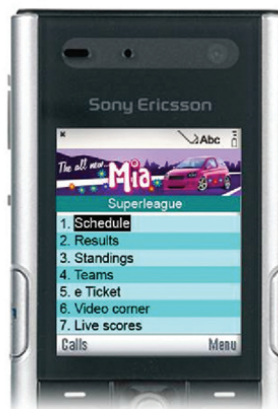 Sony Ericsson
Abc
The all new...
Mia
Superleague
1. Schedule
2. Results
3. Standings
4. Teams
5. e Ticket
6. Video corner
7. Live scores
Calls Menu